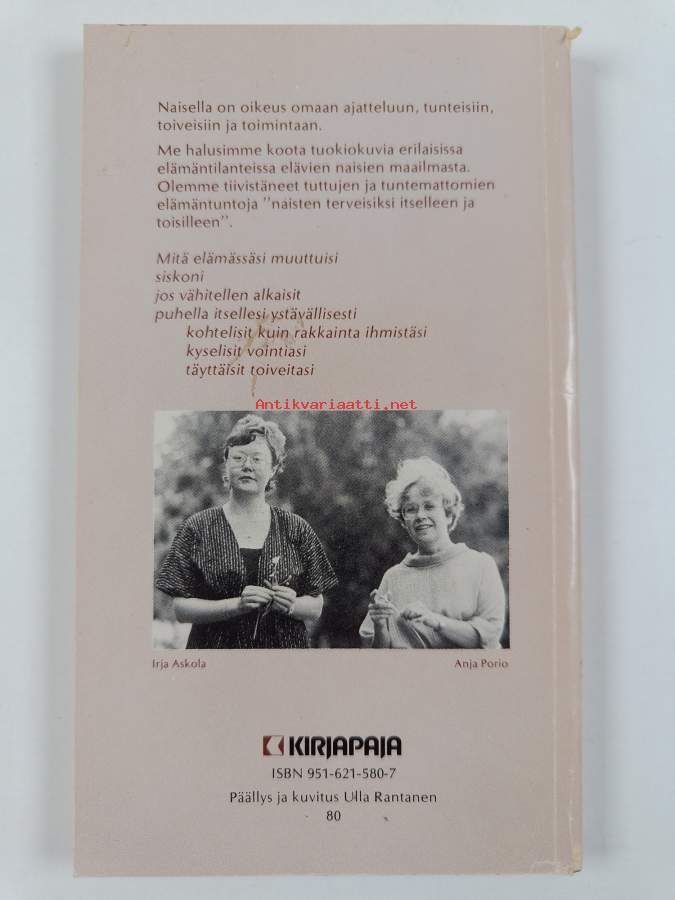 Naisella on oikeus omaan ajatteluun, tunteisiin,
toiveisiin ja toimintaan.
Me halusimme koota tuokiokuvia erilaisissa
elämäntilanteissa elävien naisien maailmasta.
Olemme tiivistäneet tuttujen ja tuntemattomien
elämäntuntoja "naisten terveisiksi itselleen ja
toisilleen".
Mitä elämässäsi muuttuisi
siskoni
jos vähitellen alkaisit
puhella itsellesi ystävällisesti
kohtelisit kuin rakkainta ihmistäsi
kyselisit vointiasi
täyttäisit toiveitasi
Antikvariaatti.net
Irja Askola Anja Porio
KIRJAPAJA
ISBN 951-621-580-7
Päällys ja kuvitus Ulla Rantanen
80